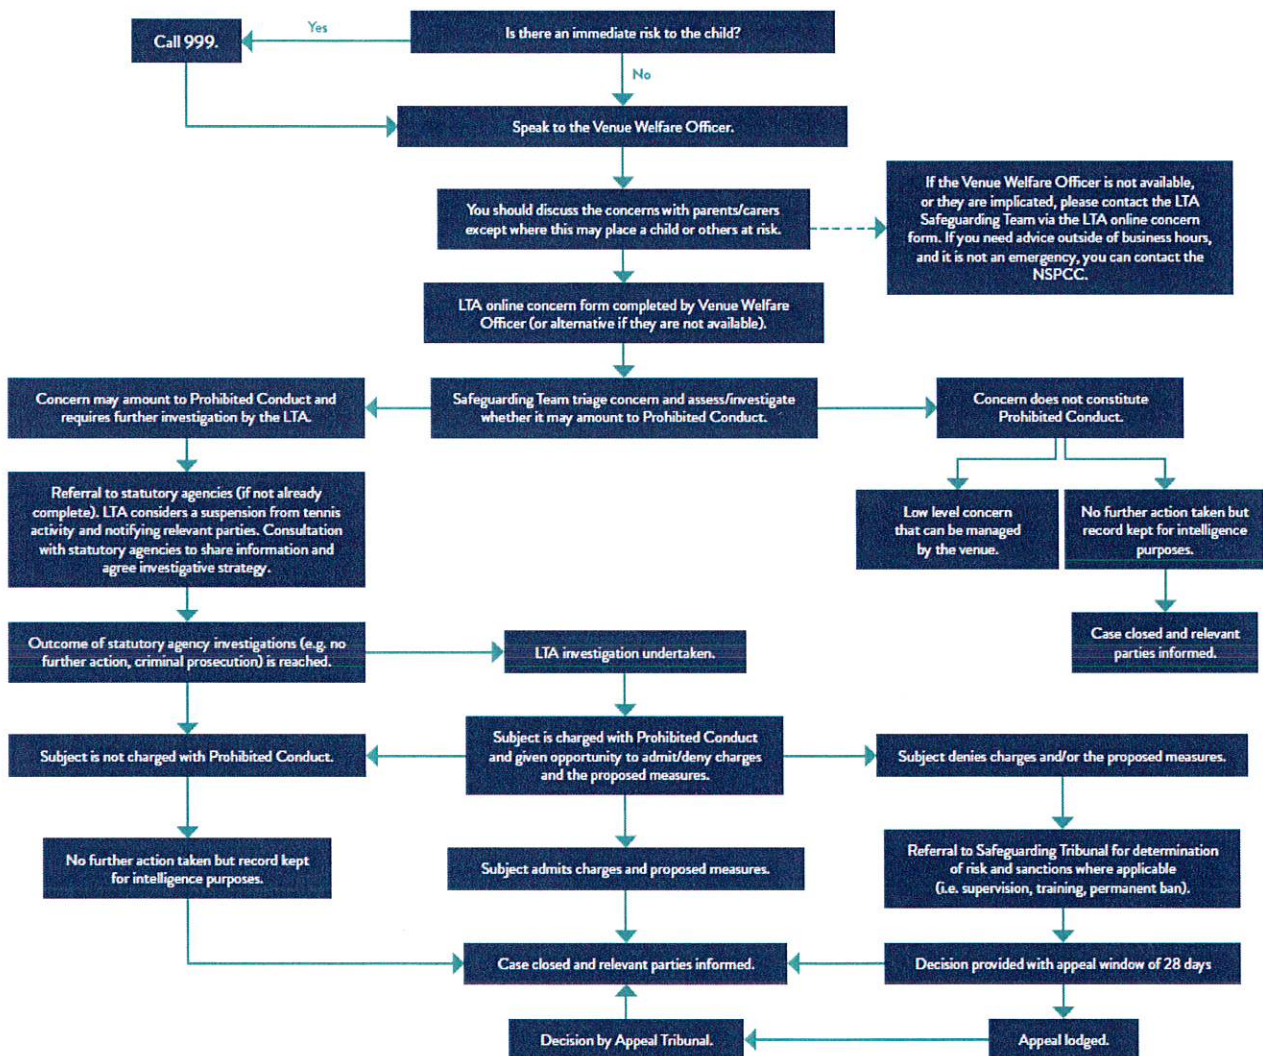 Is there an immediate risk to the child?
Yes
Call 999.
No
Speak to the Venue Welfare Officer.
You should discuss the concerns with parents/carers
except where this may place a child or others at risk.
If the Venue Welfare Officer is not available,
or they are implicated, please contact the LTA
Safeguarding Team via the LTA online concern
form. If you need advice outside of business hours,
and it is not an emergency, you can contact the
NSPCC.
LTA online concern form completed by Venue Welfare
Officer (or alternative if they are not available).
Concern may amount to Prohibited Conduct and
requires further investigation by the LTA.
Safeguarding Team triage concern and assess/investigate
whether it may amount to Prohibited Conduct.
Concern does not constitute
Prohibited Conduct.
Referral to statutory agencies (if not already
complete). LTA considers a suspension from tennis
activity and notifying relevant parties. Consultation
with statutory agencies to share information and
agree investigative strategy.
Low level concern
that can be managed
by the venue.
No further action taken but
record kept for intelligence
purposes.
Outcome of statutory agency investigations (e.g. no
further action, criminal prosecution) is reached.
LTA investigation undertaken.
Case closed and relevant
parties informed.
Subject is not charged with Prohibited Conduct.
Subject is charged with Prohibited Conduct
and given opportunity to admit/deny charges
and the proposed measures.
Subject denies charges and/or the proposed measures.
No further action taken but record kept
for intelligence purposes.
Subject admits charges and proposed measures.
Referral to Safeguarding Tribunal for determination
of risk and sanctions where applicable
(i.e. supervision, training, permanent ban).
Case closed and relevant parties informed.
Decision provided with appeal window of 28 days
Decision by Appeal Tribunal.
Appeal lodged.